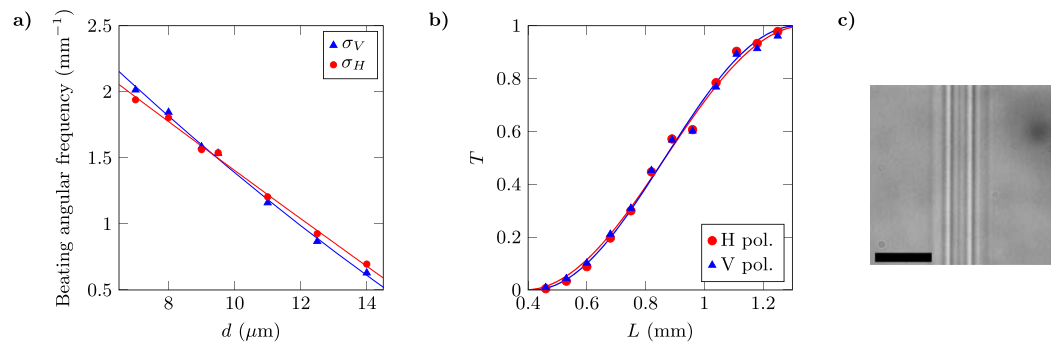 a)
2.5
2
1.5
1
0.5
8
10
12
14
Beating angular frequency (mm⁻¹)
d (μm)
σ_V
σ_H
b)
1
0.8
0.6
0.4
0.2
0
0.4
0.6
0.8
1
1.2
T
L (mm)
H pol.
V pol.
c)